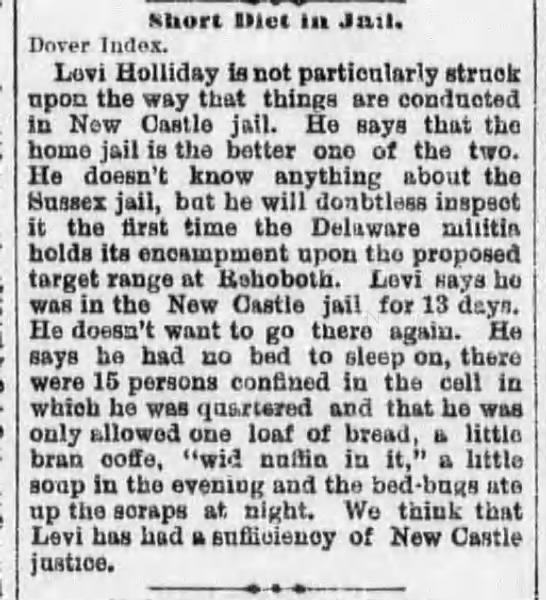 Short Diet in Jail.
Dover Index.
Levi Holliday is not particularly struck
upon the way that things are conducted
in New Castle jail. He says that the
home jail is the better one of the two.
He doesn't know anything about the
Sussex jail, but he will doubtless inspect
it the first time the Delaware militia
holds its encampment upon the proposed
target range at Rehoboth. Levi says he
was in the New Castle jail for 13 days.
He doesn't want to go there again. He
says he had no bed to sleep on, there
were 15 persons confined in the cell in
which he was quartered and that he was
only allowed one loaf of bread, a little
bran coffe, "wid nuffin in it," a little
soup in the evening and the bed-bugs ate
up the scraps at night. We think that
Levi has had a sufficiency of New Castle
justice.